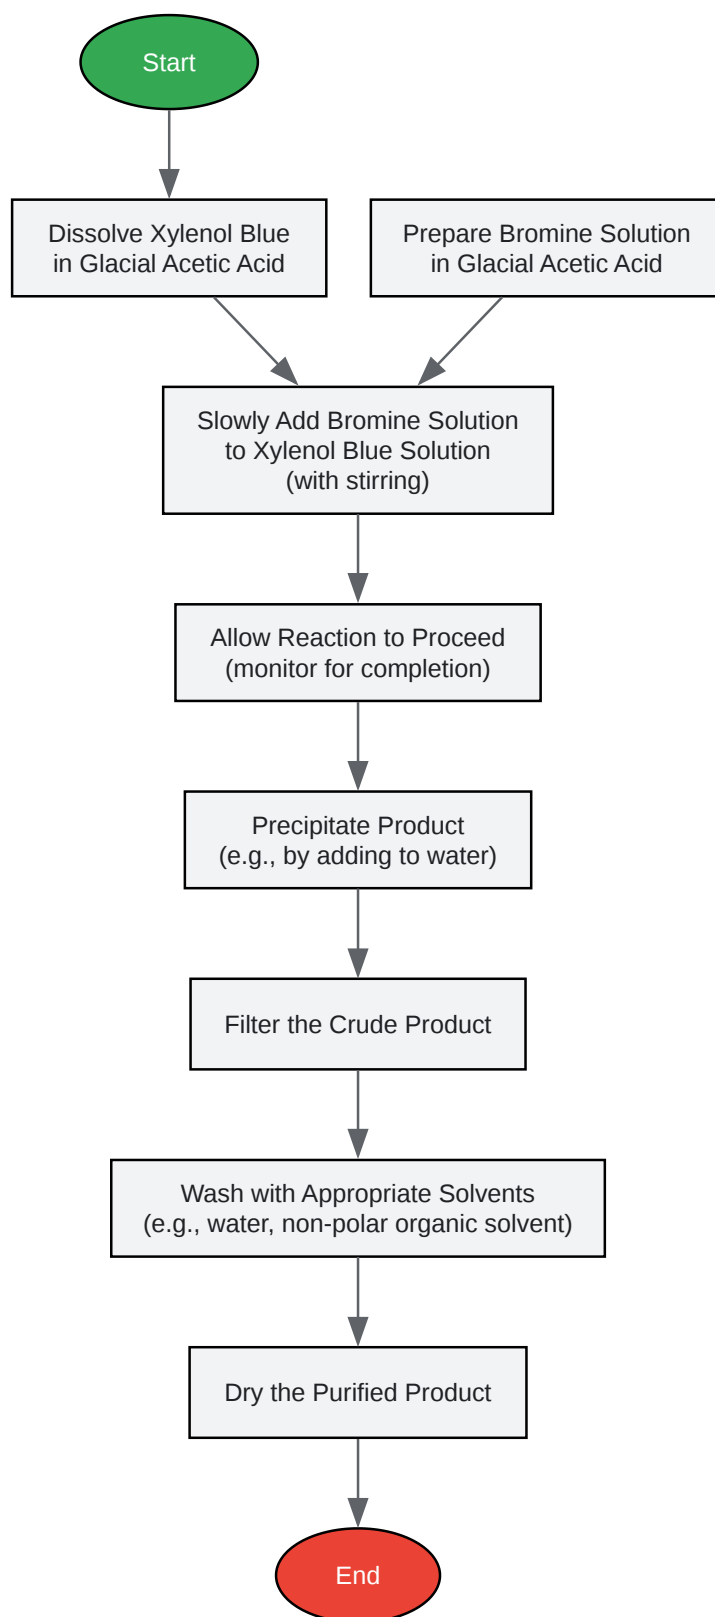 Start
Dissolve Xylenol Blue
in Glacial Acetic Acid
Prepare Bromine Solution
in Glacial Acetic Acid
Slowly Add Bromine Solution
to Xylenol Blue Solution
(with stirring)
Allow Reaction to Proceed
(monitor for completion)
Precipitate Product
(e.g., by adding to water)
Filter the Crude Product
Wash with Appropriate Solvents
(e.g., water, non-polar organic solvent)
Dry the Purified Product
End